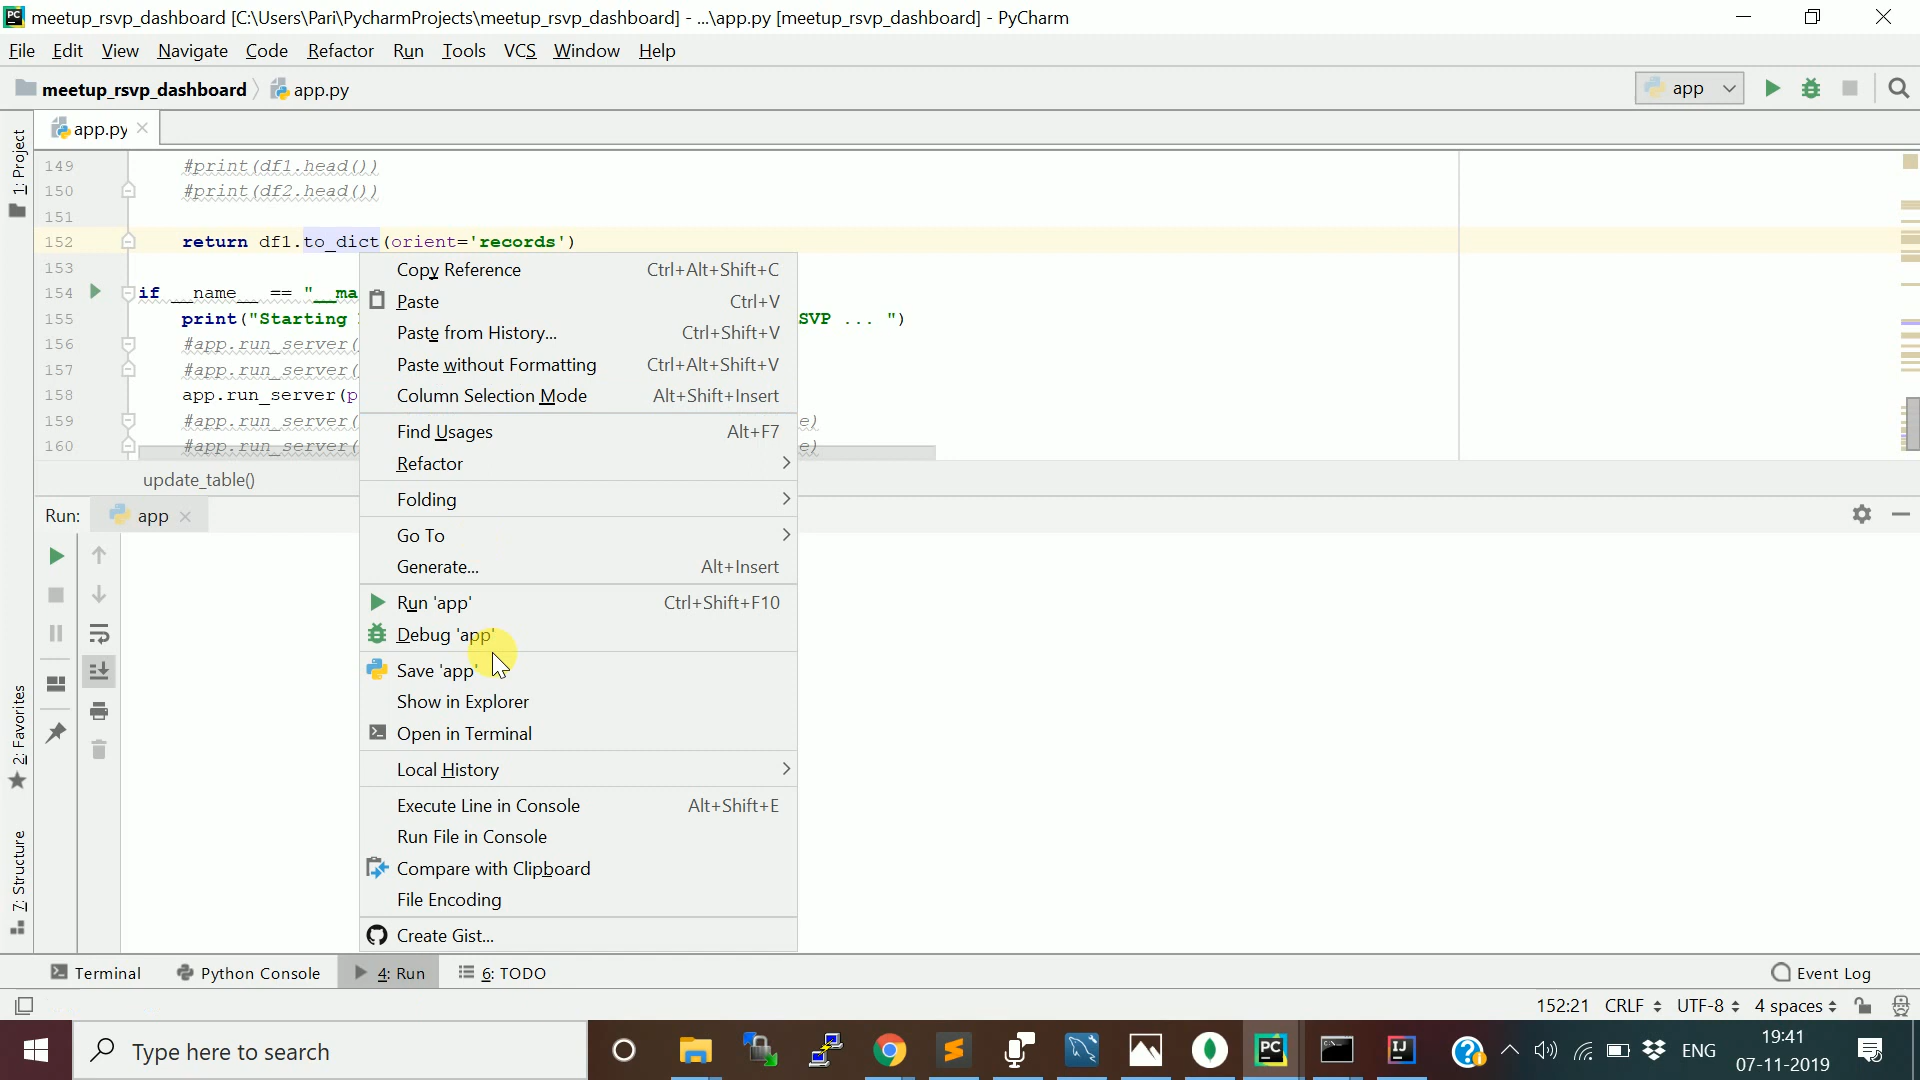 meetup_rsvp_dashboard [C:\Users\Pari\PycharmProjects\meetup_rsvp_dashboard] - ...\app.py [meetup_rsvp_dashboard] - PyCharm
File Edit View Navigate Code Refactor Run Tools VCS Window Help
meetup_rsvp_dashboard app.py app
1: Project
app.py
149 #print(df1.head())
150 #print(df2.head())
151
152 return df1.to_dict(orient='records')
153
154 if __name__ == "__ma
155 print("Starting SVP ... ")
156 #app.run_server(
157 #app.run_server(
158 app.run_server(p
159 #app.run_server( e)
160 #app.run_server( e)
update_table()
Copy Reference Ctrl+Alt+Shift+C
Paste Ctrl+V
Paste from History... Ctrl+Shift+V
Paste without Formatting Ctrl+Alt+Shift+V
Column Selection Mode Alt+Shift+Insert
Find Usages Alt+F7
Refactor
Folding
Go To
Generate... Alt+Insert
Run 'app' Ctrl+Shift+F10
Debug 'app'
Save 'app'
Show in Explorer
Open in Terminal
Local History
Execute Line in Console Alt+Shift+E
Run File in Console
Compare with Clipboard
File Encoding
Create Gist...
Run: app
2: Favorites
7: Structure
Terminal Python Console 4: Run 6: TODO Event Log
152:21 CRLF UTF-8 4 spaces
Type here to search
PC
IJ
ENG
19:41
07-11-2019